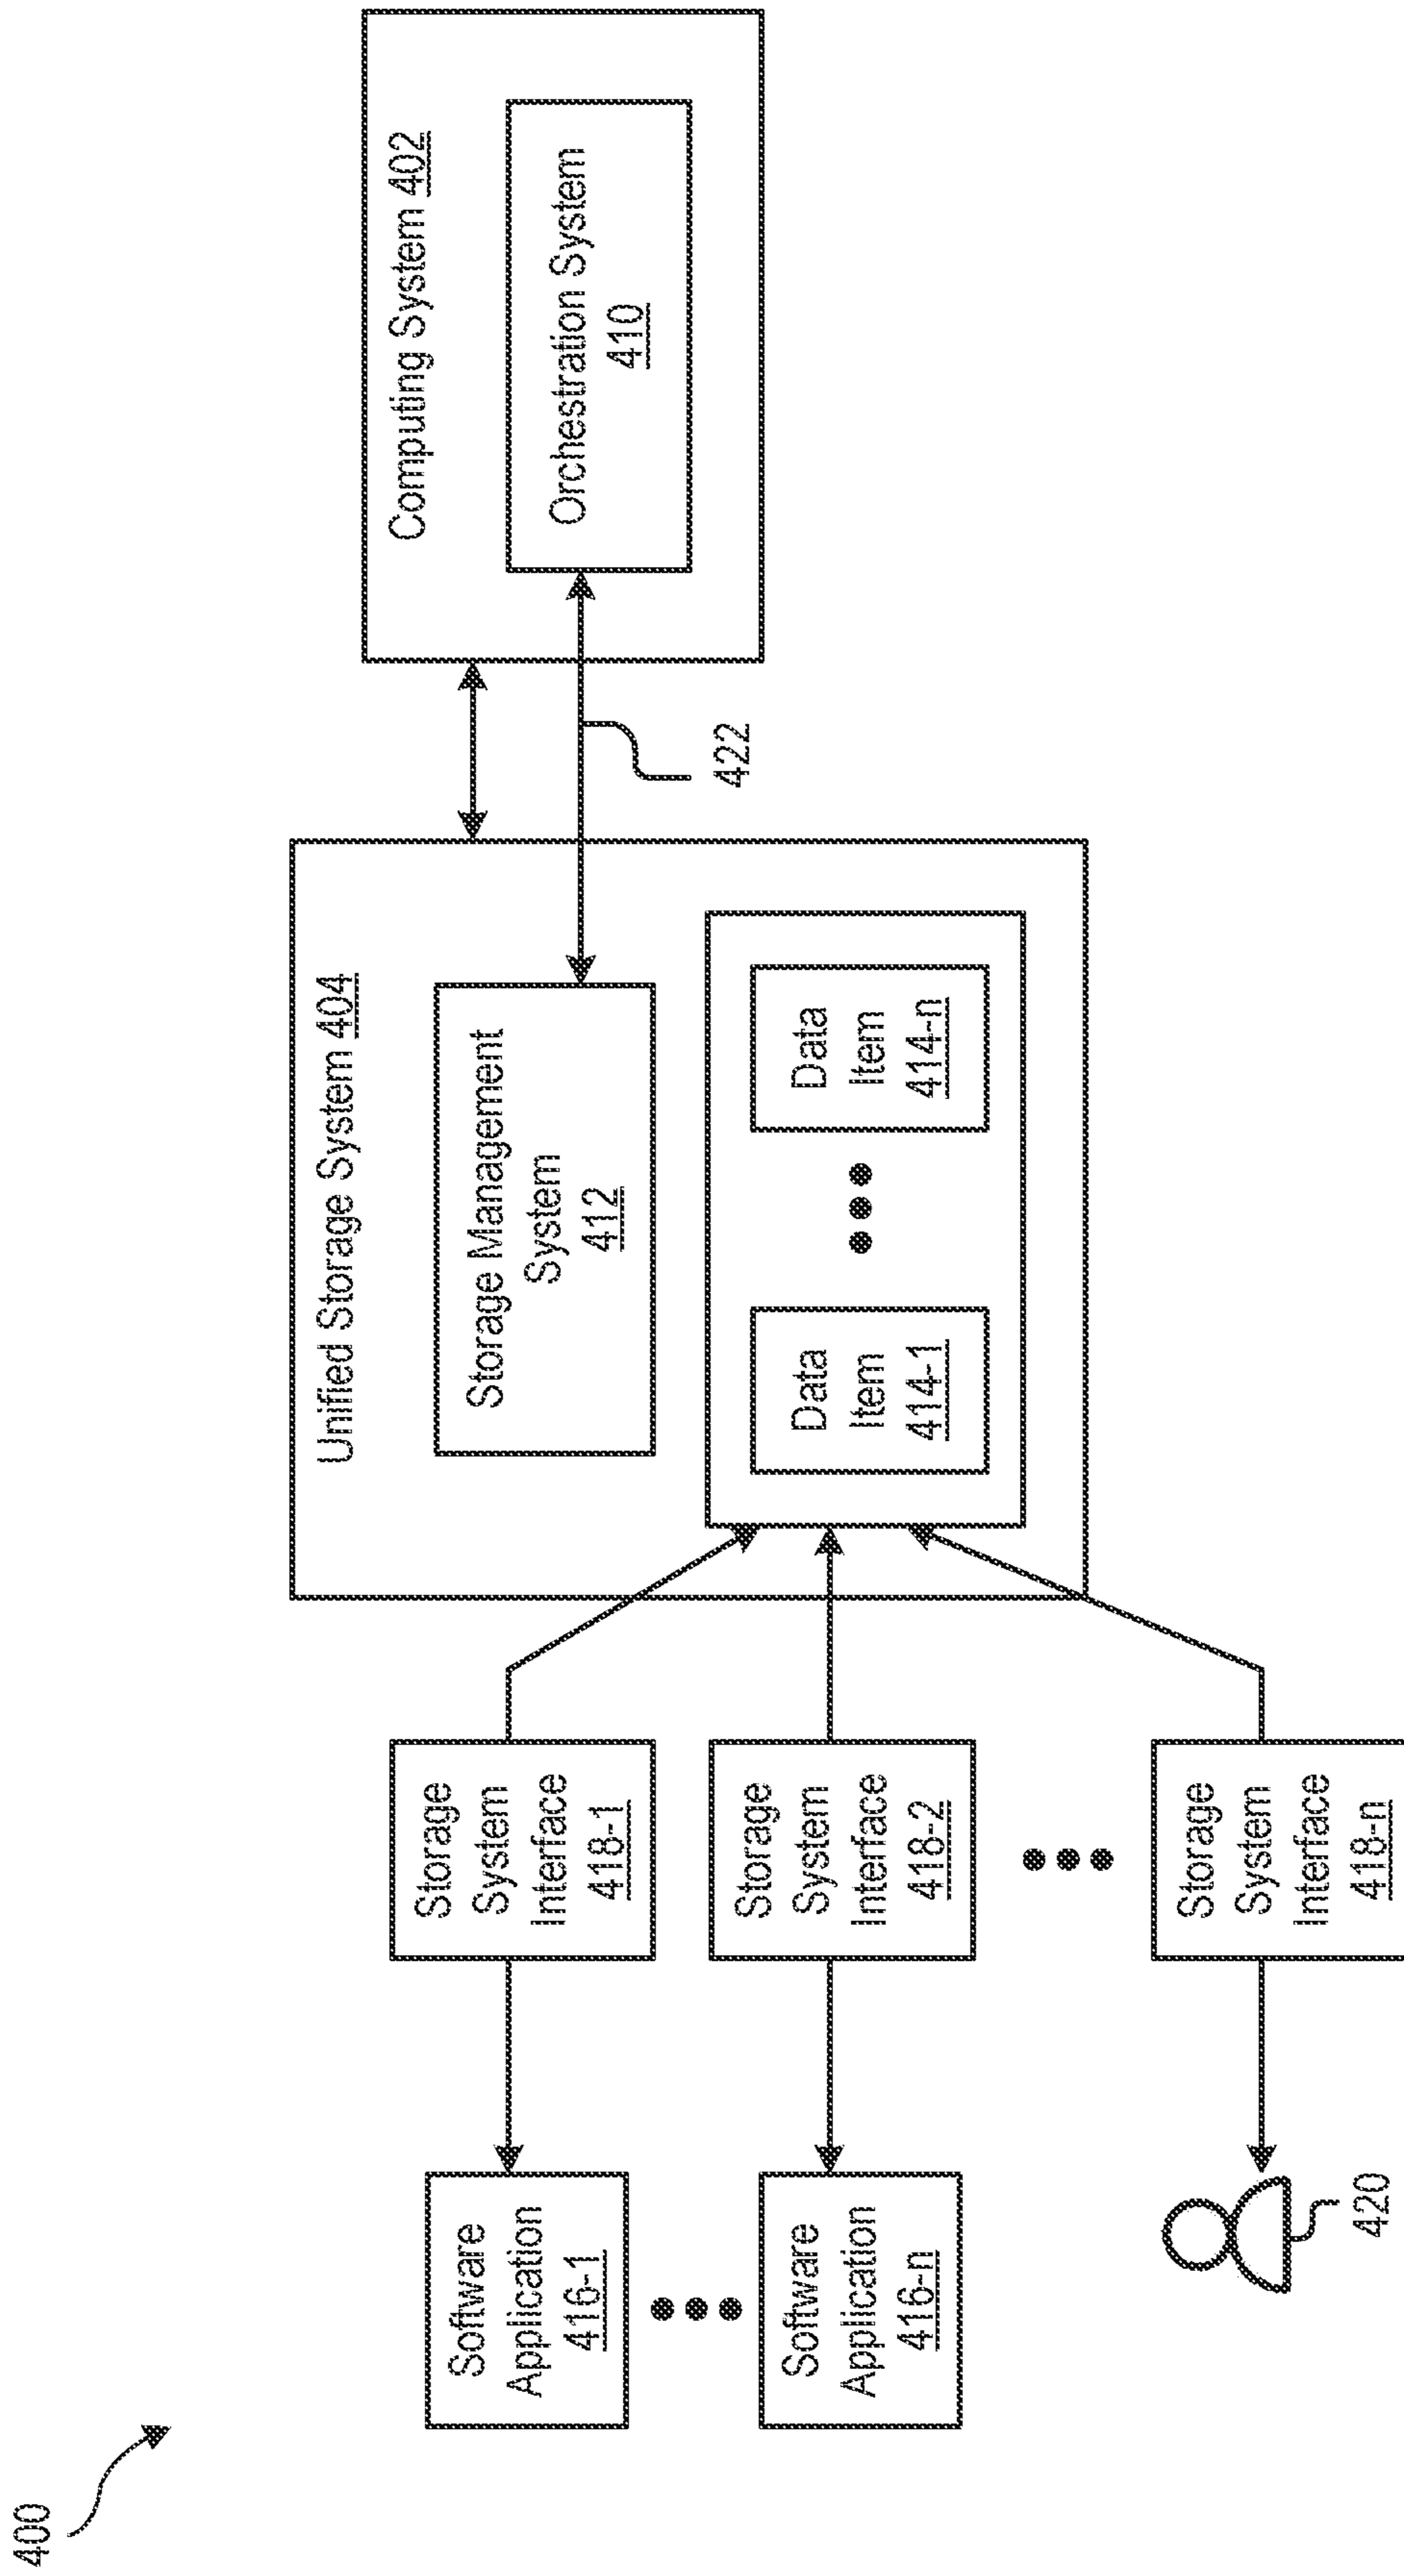 400
Software
Application
416-1
Software
Application
416-n
420
Storage
System
Interface
418-1
Storage
System
Interface
418-2
Storage
System
Interface
418-n
Unified Storage System 404
Storage Management
System
412
Data
Item
414-1
Data
Item
414-n
422
Computing System 402
Orchestration System
410